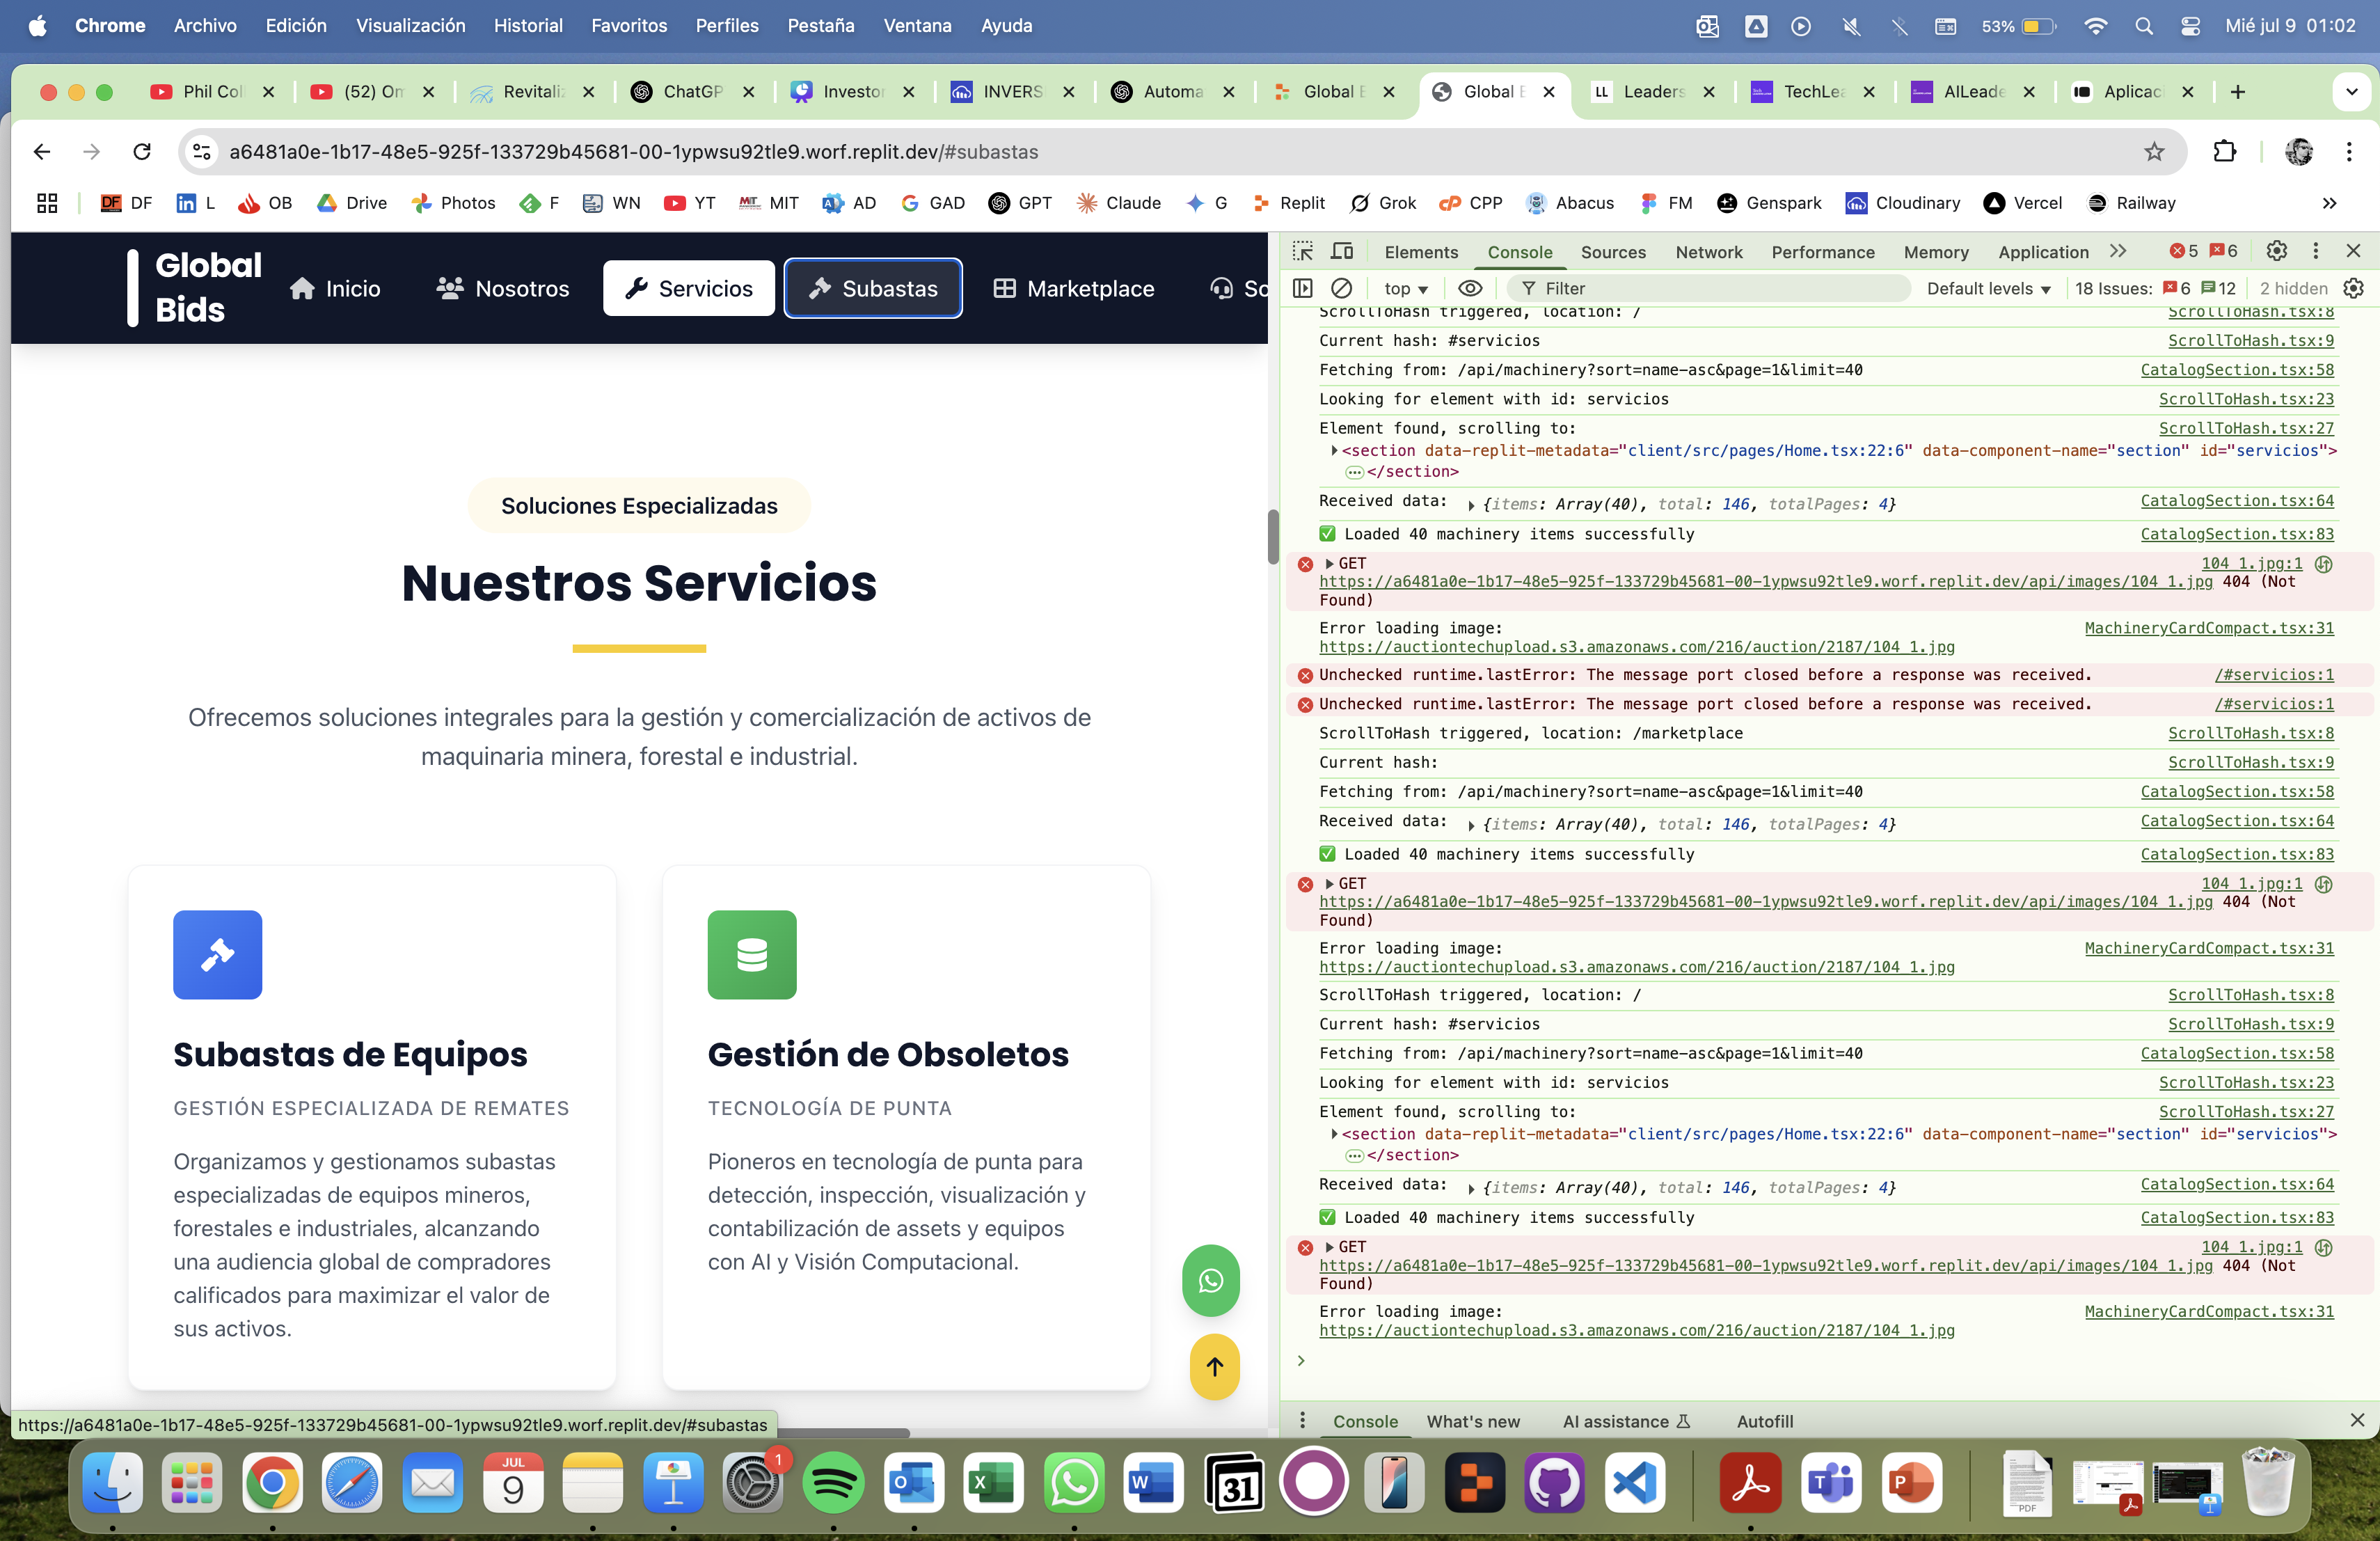 Chrome Archivo Edición Visualización Historial Favoritos Perfiles Pestaña Ventana Ayuda
53% Mié jul 9 01:02
Phil Col (52) Om Revitaliz ChatGP Investor INVERS Automa Global B Global B Leaders TechLea AILeade Aplicac
a6481a0e-1b17-48e5-925f-133729b45681-00-1ypwsu92tle9.worf.replit.dev/#subastas
DF L OB Drive Photos F WN YT MIT AD GAD GPT Claude G Replit Grok CPP Abacus FM Genspark Cloudinary Vercel Railway
Global
Bids
Inicio Nosotros Servicios Subastas Marketplace So
Soluciones Especializadas
Nuestros Servicios
Ofrecemos soluciones integrales para la gestión y comercialización de activos de
maquinaria minera, forestal e industrial.
Subastas de Equipos
GESTIÓN ESPECIALIZADA DE REMATES
Organizamos y gestionamos subastas
especializadas de equipos mineros,
forestales e industriales, alcanzando
una audiencia global de compradores
calificados para maximizar el valor de
sus activos.
Gestión de Obsoletos
TECNOLOGÍA DE PUNTA
Pioneros en tecnología de punta para
detección, inspección, visualización y
contabilización de assets y equipos
con AI y Visión Computacional.
https://a6481a0e-1b17-48e5-925f-133729b45681-00-1ypwsu92tle9.worf.replit.dev/#subastas
Elements Console Sources Network Performance Memory Application 5 6
top Filter Default levels 18 Issues: 6 12 2 hidden
ScrollToHash triggered, location: / ScrollToHash.tsx:8
Current hash: #servicios ScrollToHash.tsx:9
Fetching from: /api/machinery?sort=name-asc&page=1&limit=40 CatalogSection.tsx:58
Looking for element with id: servicios ScrollToHash.tsx:23
Element found, scrolling to: ScrollToHash.tsx:27
<section data-replit-metadata="client/src/pages/Home.tsx:22:6" data-component-name="section" id="servicios">
</section>
Received data: {items: Array(40), total: 146, totalPages: 4} CatalogSection.tsx:64
✅ Loaded 40 machinery items successfully CatalogSection.tsx:83
GET 104_1.jpg:1
https://a6481a0e-1b17-48e5-925f-133729b45681-00-1ypwsu92tle9.worf.replit.dev/api/images/104_1.jpg 404 (Not
Found)
Error loading image: MachineryCardCompact.tsx:31
https://auctiontechupload.s3.amazonaws.com/216/auction/2187/104_1.jpg
Unchecked runtime.lastError: The message port closed before a response was received. /#servicios:1
Unchecked runtime.lastError: The message port closed before a response was received. /#servicios:1
ScrollToHash triggered, location: /marketplace ScrollToHash.tsx:8
Current hash: ScrollToHash.tsx:9
Fetching from: /api/machinery?sort=name-asc&page=1&limit=40 CatalogSection.tsx:58
Received data: {items: Array(40), total: 146, totalPages: 4} CatalogSection.tsx:64
✅ Loaded 40 machinery items successfully CatalogSection.tsx:83
GET 104_1.jpg:1
https://a6481a0e-1b17-48e5-925f-133729b45681-00-1ypwsu92tle9.worf.replit.dev/api/images/104_1.jpg 404 (Not
Found)
Error loading image: MachineryCardCompact.tsx:31
https://auctiontechupload.s3.amazonaws.com/216/auction/2187/104_1.jpg
ScrollToHash triggered, location: / ScrollToHash.tsx:8
Current hash: #servicios ScrollToHash.tsx:9
Fetching from: /api/machinery?sort=name-asc&page=1&limit=40 CatalogSection.tsx:58
Looking for element with id: servicios ScrollToHash.tsx:23
Element found, scrolling to: ScrollToHash.tsx:27
<section data-replit-metadata="client/src/pages/Home.tsx:22:6" data-component-name="section" id="servicios">
</section>
Received data: {items: Array(40), total: 146, totalPages: 4} CatalogSection.tsx:64
✅ Loaded 40 machinery items successfully CatalogSection.tsx:83
GET 104_1.jpg:1
https://a6481a0e-1b17-48e5-925f-133729b45681-00-1ypwsu92tle9.worf.replit.dev/api/images/104_1.jpg 404 (Not
Found)
Error loading image: MachineryCardCompact.tsx:31
https://auctiontechupload.s3.amazonaws.com/216/auction/2187/104_1.jpg
Console What's new AI assistance Autofill
JUL
9
1
31
PDF